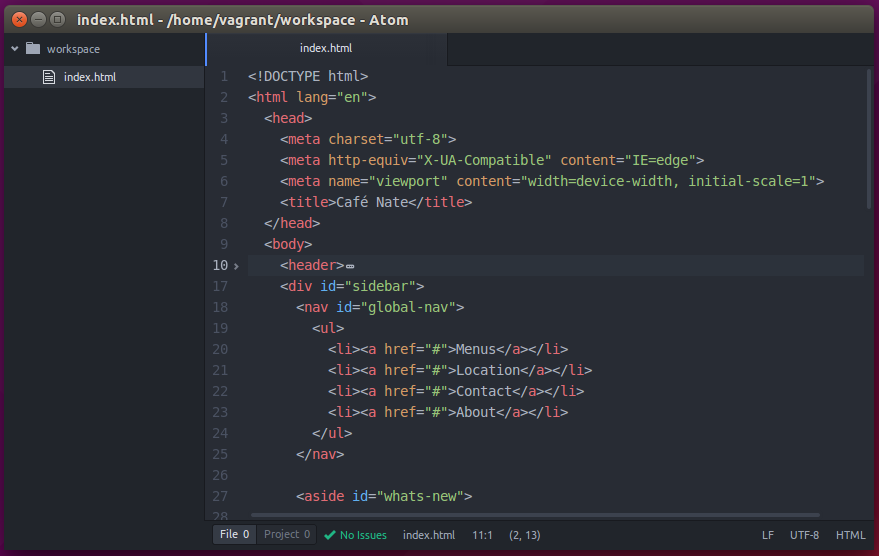 index.html - /home/vagrant/workspace - Atom
workspace
index.html
index.html
1 <!DOCTYPE html>
2 <html lang="en">
3 <head>
4 <meta charset="utf-8">
5 <meta http-equiv="X-UA-Compatible" content="IE=edge">
6 <meta name="viewport" content="width=device-width, initial-scale=1">
7 <title>Café Nate</title>
8 </head>
9 <body>
10 <header>
17 <div id="sidebar">
18 <nav id="global-nav">
19 <ul>
20 <li><a href="#">Menus</a></li>
21 <li><a href="#">Location</a></li>
22 <li><a href="#">Contact</a></li>
23 <li><a href="#">About</a></li>
24 </ul>
25 </nav>
26
27 <aside id="whats-new">
28
File 0 Project 0 No Issues index.html 11:1 (2, 13) LF UTF-8 HTML